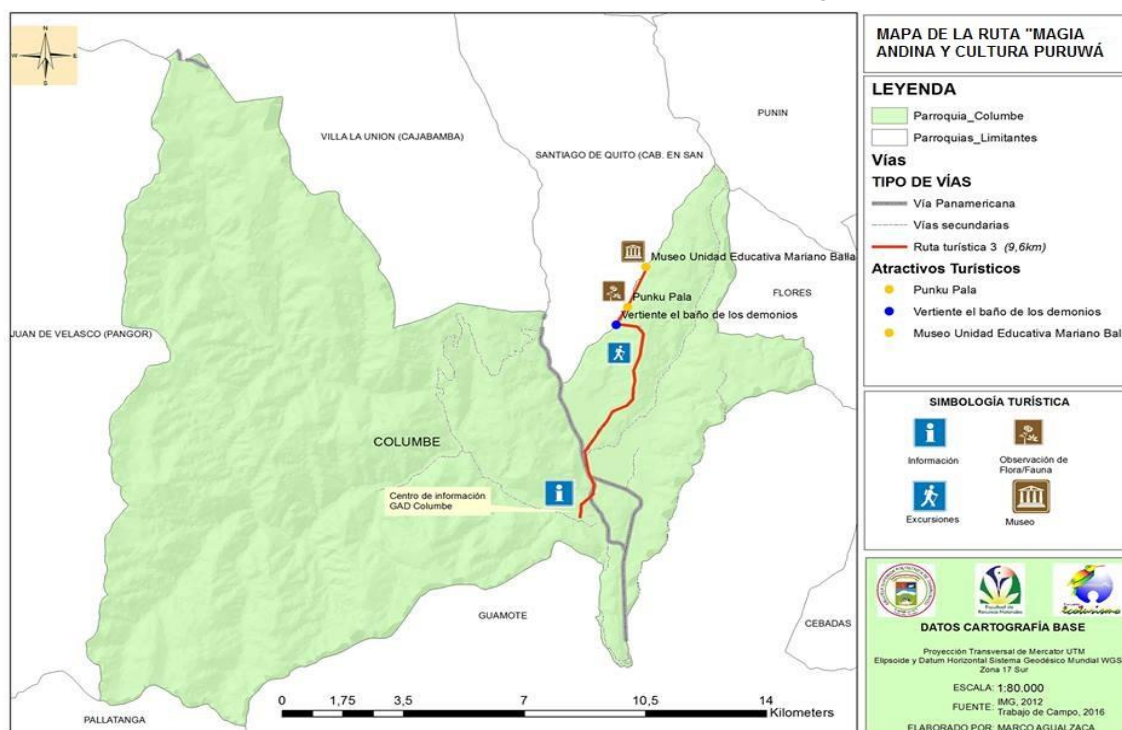 MAPA DE LA RUTA "MAGIA
ANDINA Y CULTURA PURUWÁ
LEYENDA
Parroquia_Columbe
Parroquias_Limitantes
Vías
TIPO DE VÍAS
Vía Panamericana
Vías secundarias
Ruta turística 3 (9,6km)
Atractivos Turísticos
Punku Pala
Vertiente el baño de los demonios
Museo Unidad Educativa Mariano Bal
SIMBOLOGÍA TURÍSTICA
Información
Observación de
Flora/Fauna
Excursiones
Museo
DATOS CARTOGRAFÍA BASE
Proyección Transversal de Mercator UTM
Elipsoide y Datum Horizontal Sistema Geodésico Mundial WGS
Zona 17 Sur
ESCALA: 1:80.000
FUENTE: IMG, 2012
Trabajo de Campo, 2016
ELABORADO POR: MARCO AGUALZACA
N
W
E
S
PUNIN
VILLA LA UNION (CAJABAMBA)
SANTIAGO DE QUITO (CAB. EN SAN
Museo Unidad Educativa Mariano Balla
FLORES
Punku Pala
Vertiente el baño de los demonios
JUAN DE VELASCO (PANGOR)
COLUMBE
Centro de información
GAD Columbe
GUAMOTE
CEBADAS
PALLATANGA
0 1,75 3,5 7 10,5 14
Kilometers